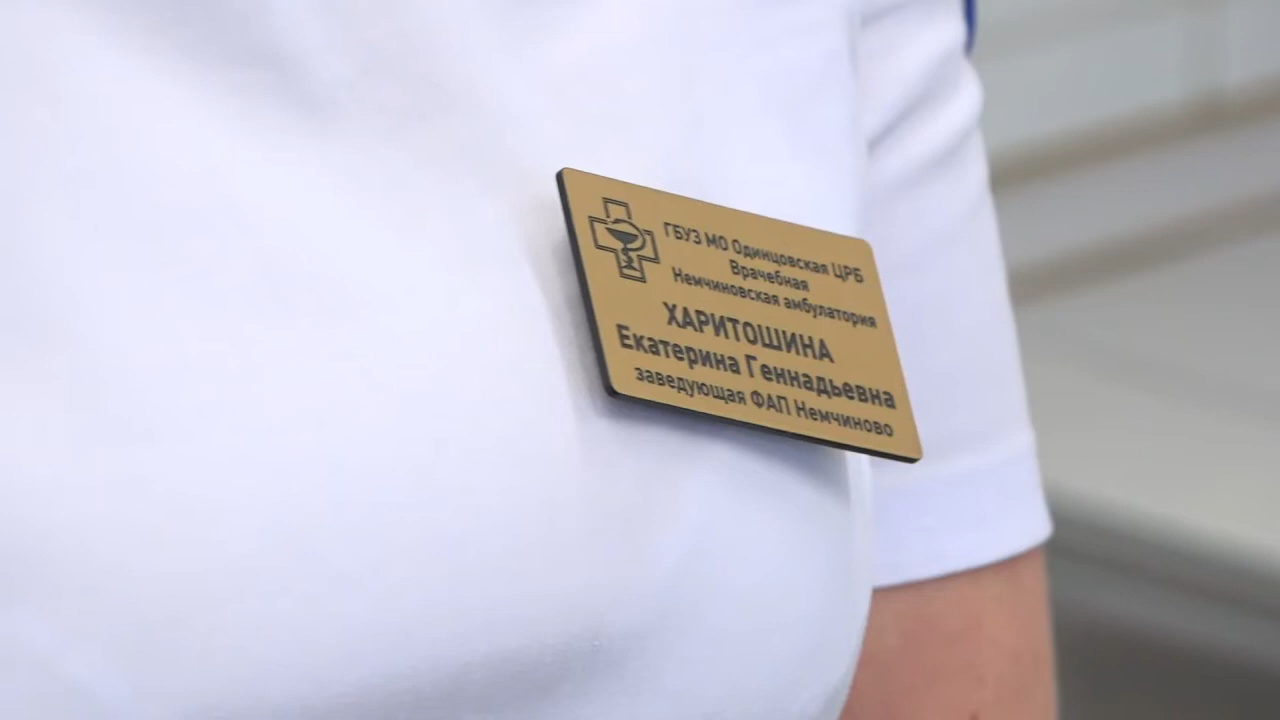 ГБУЗ МО Одинцовская ЦРБ
Врачебная
Немчиновская амбулатория
ХАРИТОШИНА
Екатерина Геннадьевна
заведующая ФАП Немчиново